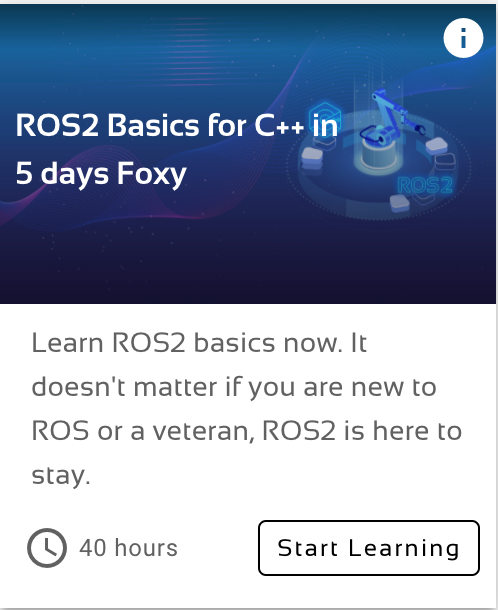 ROS2 Basics for C++ in
5 days Foxy
ROS2
Learn ROS2 basics now. It
doesn't matter if you are new to
ROS or a veteran, ROS2 is here to
stay.
40 hours
Start Learning